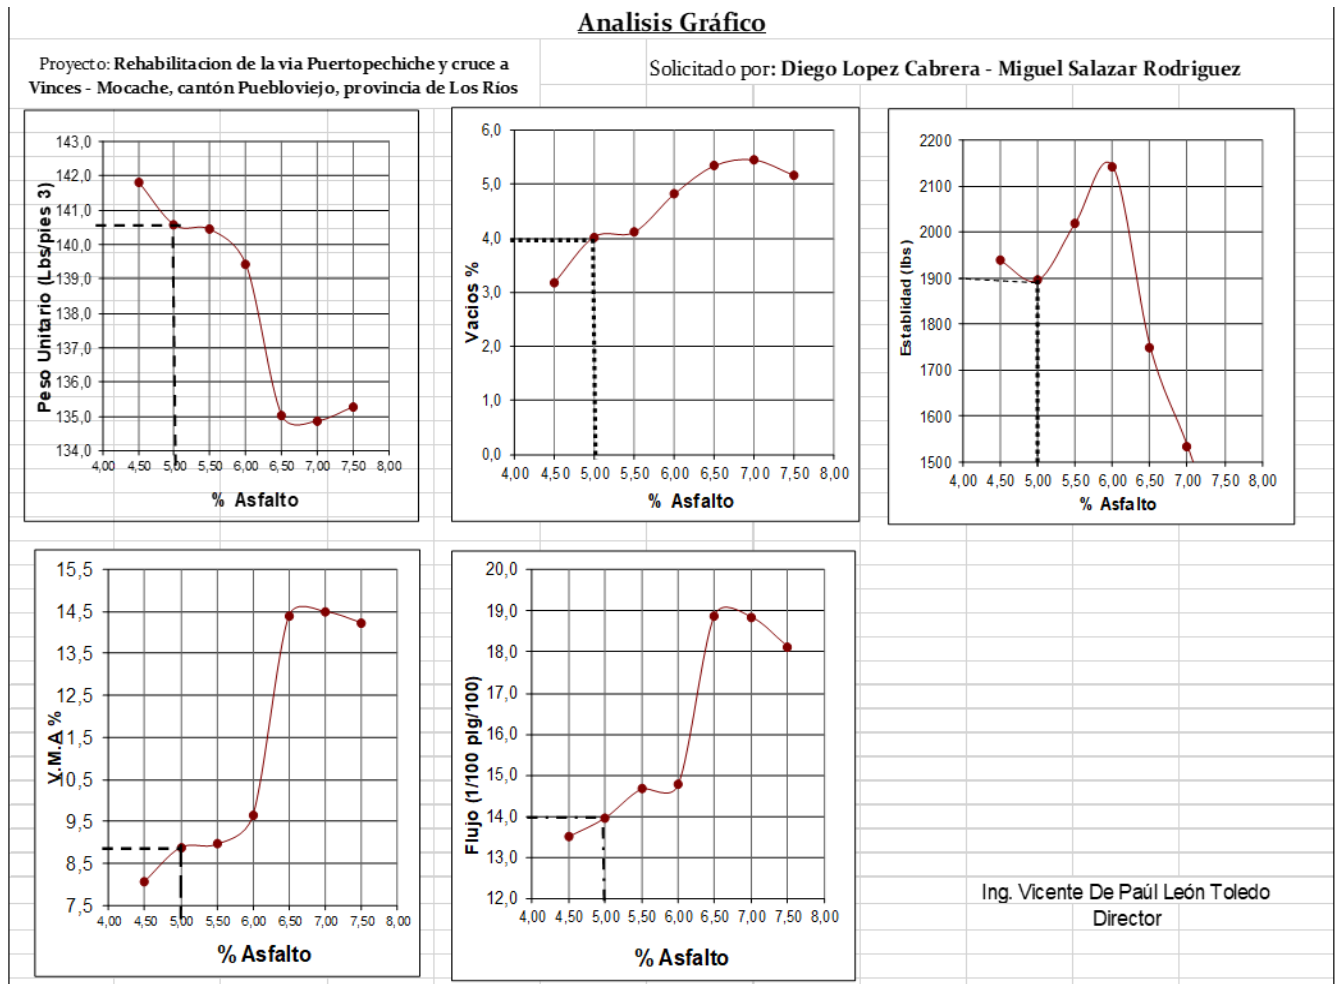 Analisis Gráfico
Proyecto: Rehabilitacion de la via Puertopechiche y cruce a
Vinces - Mocache, cantón Puebloviejo, provincia de Los Ríos
Solicitado por: Diego Lopez Cabrera - Miguel Salazar Rodriguez
Peso Unitario (Lbs/pies 3)
143,0
142,0
141,0
140,0
139,0
138,0
137,0
136,0
135,0
134,0
4,00 4,50 5,00 5,50 6,00 6,50 7,00 7,50 8,00
% Asfalto
Vacios %
6,0
5,0
4,0
3,0
2,0
1,0
0,0
4,00 4,50 5,00 5,50 6,00 6,50 7,00 7,50 8,00
% Asfalto
Establidad (lbs)
2200
2100
2000
1900
1800
1700
1600
1500
4,00 4,50 5,00 5,50 6,00 6,50 7,00 7,50 8,00
% Asfalto
V.M.A %
15,5
14,5
13,5
12,5
11,5
10,5
9,5
8,5
7,5
4,00 4,50 5,00 5,50 6,00 6,50 7,00 7,50 8,00
% Asfalto
Flujo (1/100 plg/100)
20,0
19,0
18,0
17,0
16,0
15,0
14,0
13,0
12,0
4,00 4,50 5,00 5,50 6,00 6,50 7,00 7,50 8,00
% Asfalto
Ing. Vicente De Paúl León Toledo
Director